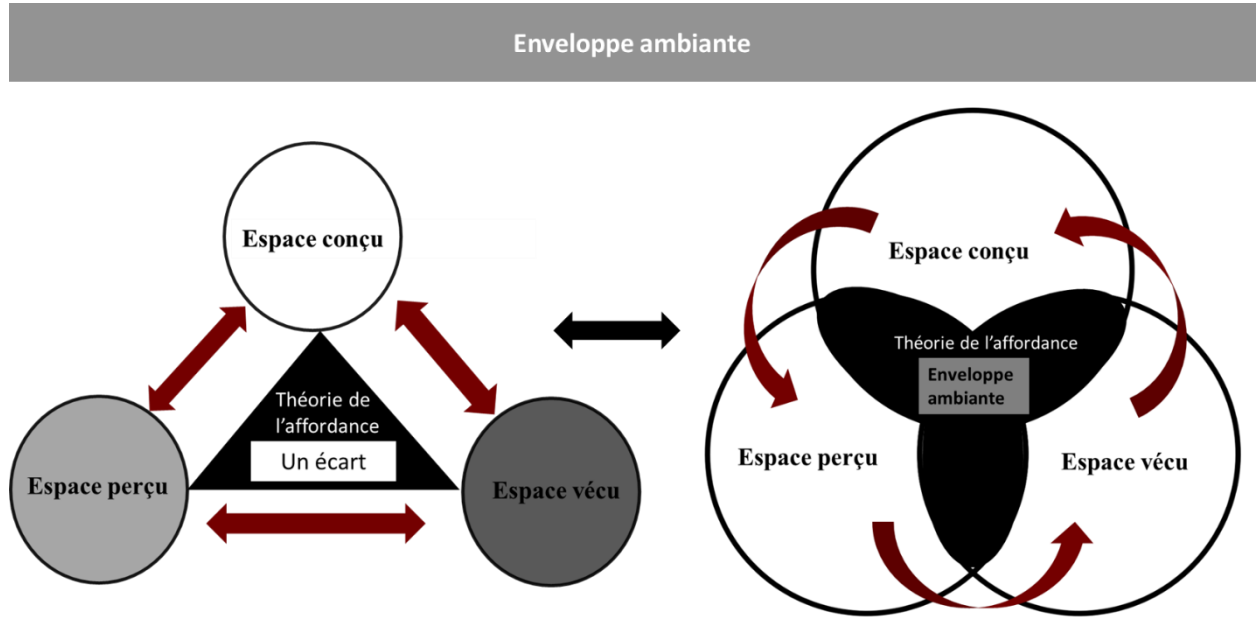 Enveloppe ambiante
Espace conçu
Théorie de
l'affordance
Un écart
Espace perçu
Espace vécu
Espace conçu
Théorie de l'affordance
Enveloppe
ambiante
Espace perçu
Espace vécu